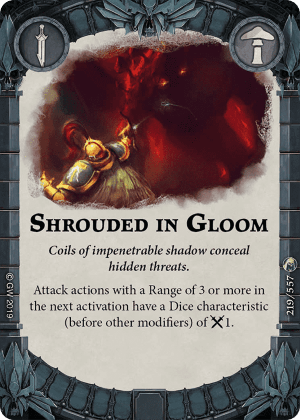 SHROUDED IN GLOOM
Coils of impenetrable shadow conceal
hidden threats.
Attack actions with a Range of 3 or more in
the next activation have a Dice characteristic
(before other modifiers) of 1.
© GW 2019
219/557